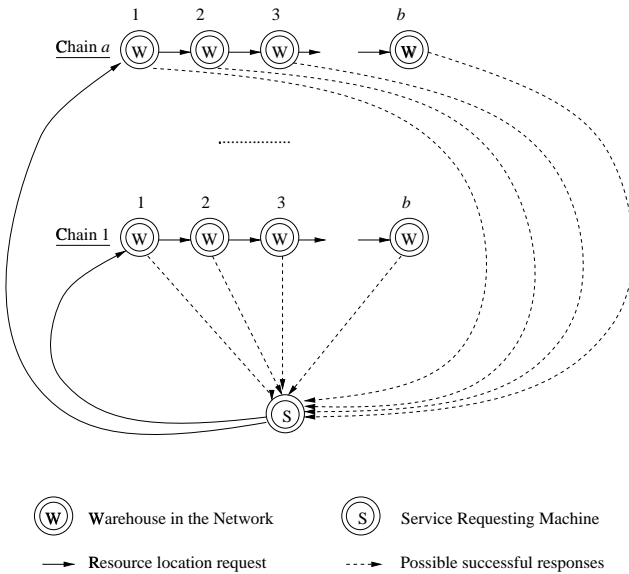 1 2 3 b
Chain a W W W W
1 2 3 b
Chain 1 W W W W
S
W Warehouse in the Network S Service Requesting Machine
Resource location request Possible successful responses